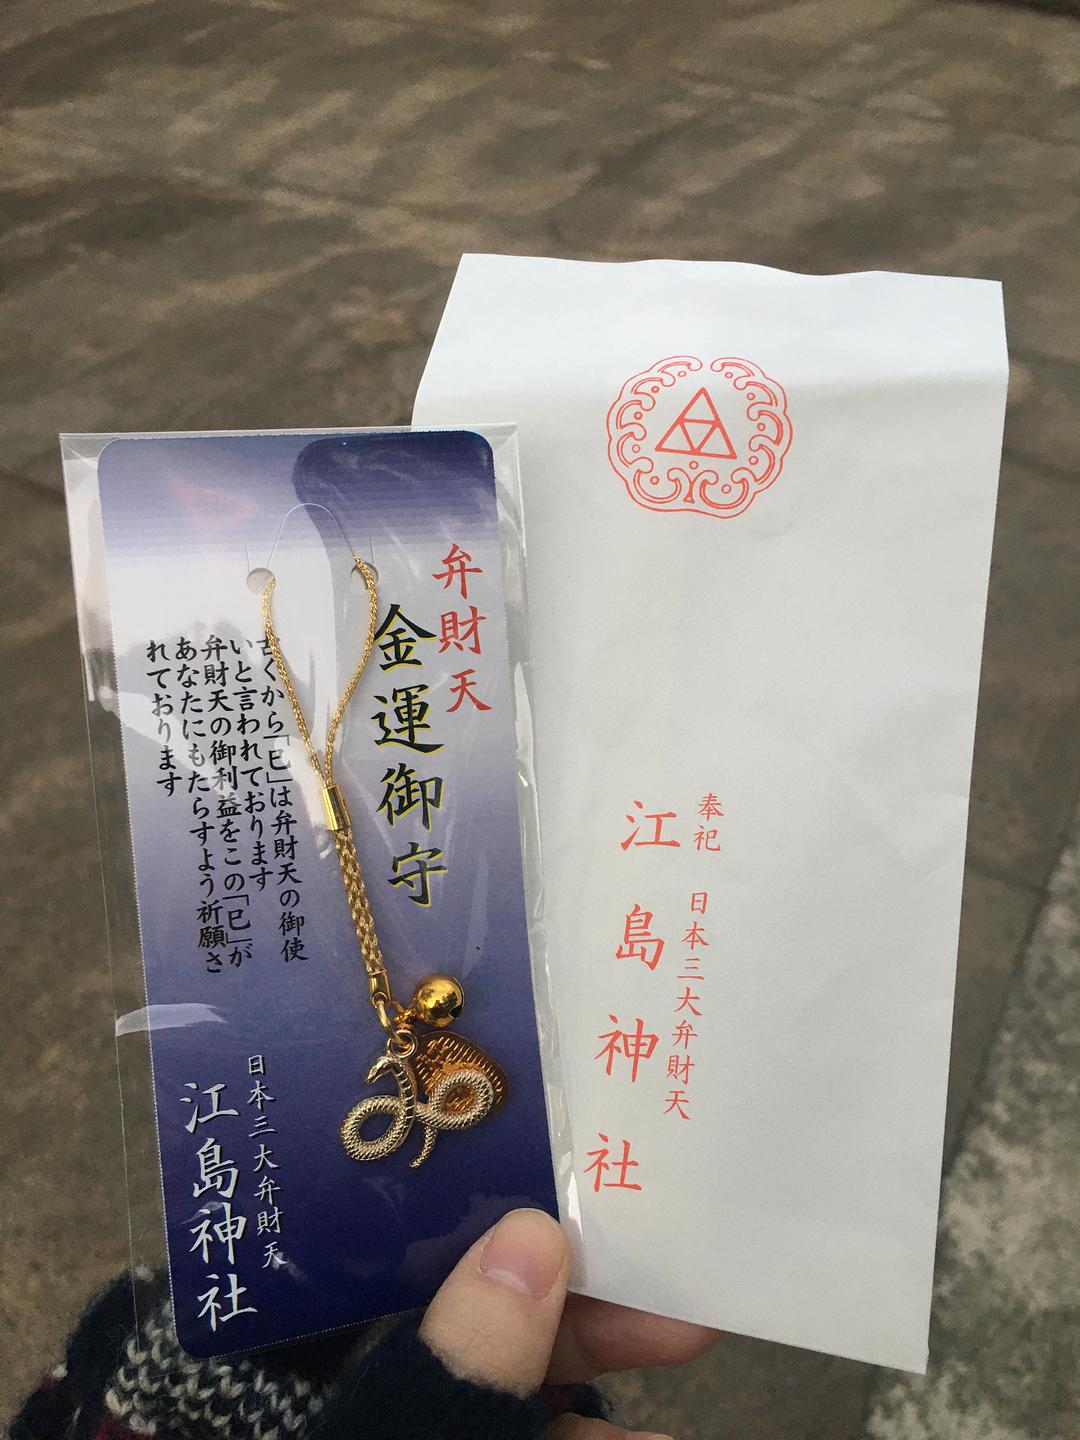 弁財天
金運御守
古くから「巳」は弁財天の御使
いと言われております
弁財天の御利益をこの「巳」が
あなたにもたらすよう祈願さ
れております
日本三大弁財天
江島神社
奉祀 日本三大弁財天
江島神社